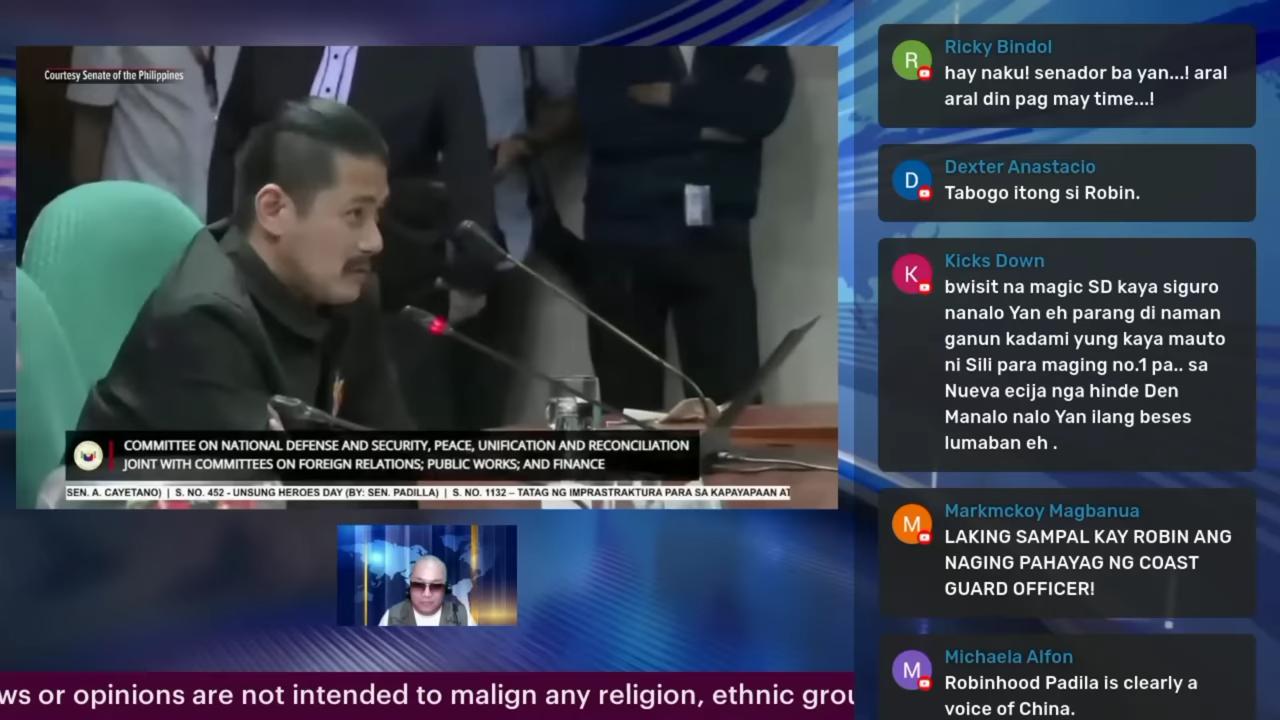 Courtesy Senate of the Philippines
COMMITTEE ON NATIONAL DEFENSE AND SECURITY, PEACE, UNIFICATION AND RECONCILIATION
JOINT WITH COMMITTEES ON FOREIGN RELATIONS; PUBLIC WORKS; AND FINANCE
SEN. A. CAYETANO) | S. NO. 452 - UNSUNG HEROES DAY (BY: SEN. PADILLA) | S. NO. 1132 – TATAG NG IMPRASTRAKTURA PARA SA KAPAYAPAAN AT
ws or opinions are not intended to malign any religion, ethnic grou
R
Ricky Bindol
hay naku! senador ba yan...! aral
aral din pag may time...!
D
Dexter Anastacio
Tabogo itong si Robin.
K
Kicks Down
bwisit na magic SD kaya siguro
nanalo Yan eh parang di naman
ganun kadami yung kaya mauto
ni Sili para maging no.1 pa.. sa
Nueva ecija nga hinde Den
Manalo nalo Yan ilang beses
lumaban eh .
M
Markmckoy Magbanua
LAKING SAMPAL KAY ROBIN ANG
NAGING PAHAYAG NG COAST
GUARD OFFICER!
M
Michaela Alfon
Robinhood Padila is clearly a
voice of China.